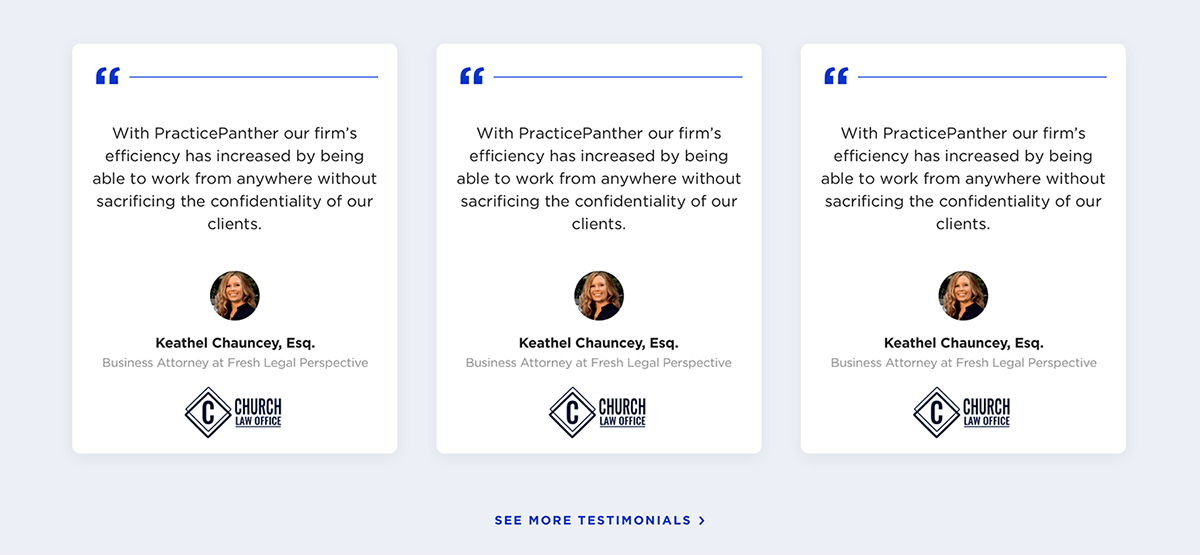 “
With PracticePanther our firm’s
efficiency has increased by being
able to work from anywhere without
sacrificing the confidentiality of our
clients.
Keathel Chauncey, Esq.
Business Attorney at Fresh Legal Perspective
C
CHURCH
LAW OFFICE
“
With PracticePanther our firm’s
efficiency has increased by being
able to work from anywhere without
sacrificing the confidentiality of our
clients.
Keathel Chauncey, Esq.
Business Attorney at Fresh Legal Perspective
C
CHURCH
LAW OFFICE
“
With PracticePanther our firm’s
efficiency has increased by being
able to work from anywhere without
sacrificing the confidentiality of our
clients.
Keathel Chauncey, Esq.
Business Attorney at Fresh Legal Perspective
C
CHURCH
LAW OFFICE
SEE MORE TESTIMONIALS >